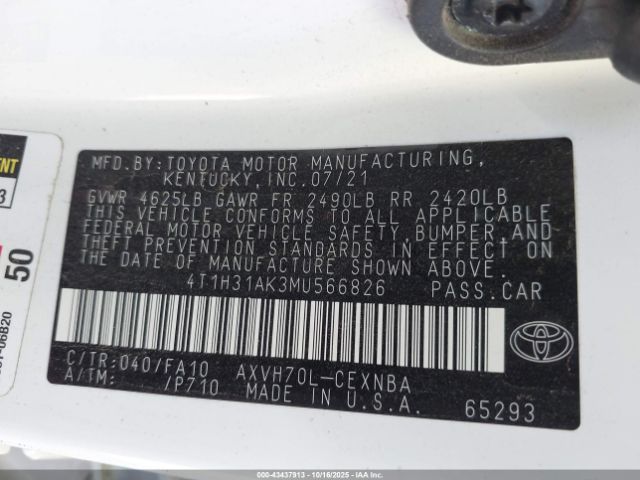 MFD. BY: TOYOTA MOTOR MANUFACTURING,
KENTUCKY, INC. 07/21
GVWR 4625LB GAWR FR 2490LB RR 2420LB
THIS VEHICLE CONFORMS TO ALL APPLICABLE
FEDERAL MOTOR VEHICLE SAFETY, BUMPER, AND
THEFT PREVENTION STANDARDS IN EFFECT ON
THE DATE OF MANUFACTURE SHOWN ABOVE.
4T1H31AK3MU566826 PASS. CAR
C/TR: 040/FA10 AXVH70L-CEXNBA
A/TM: /P710 MADE IN U.S.A.
65293
TOYOTA
50
000-43437913 | 10/16/2025 | IAAI.COM